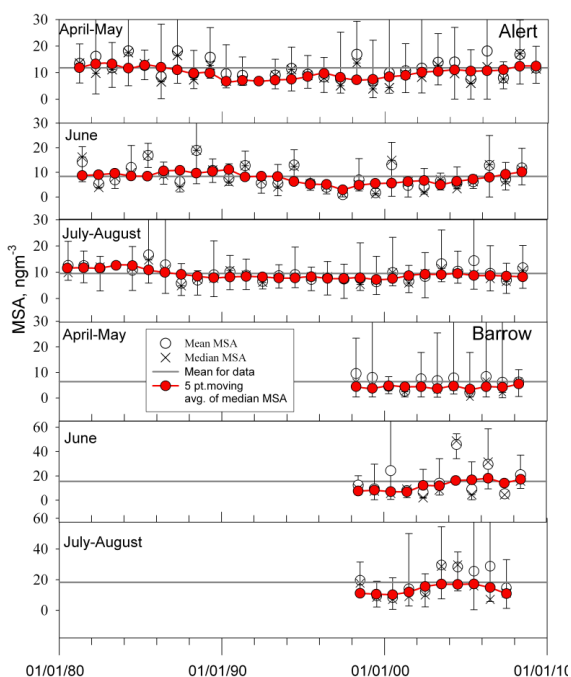 30
April-May
Alert
20
10
0
30
June
20
10
0
30
July-August
20
10
0
30
April-May
Barrow
20
10
0
Mean MSA
Median MSA
Mean for data
5 pt.moving
avg. of median MSA
60
June
40
20
0
60
July-August
40
20
0
MSA, ngm-3
01/01/80
01/01/90
01/01/00
01/01/10